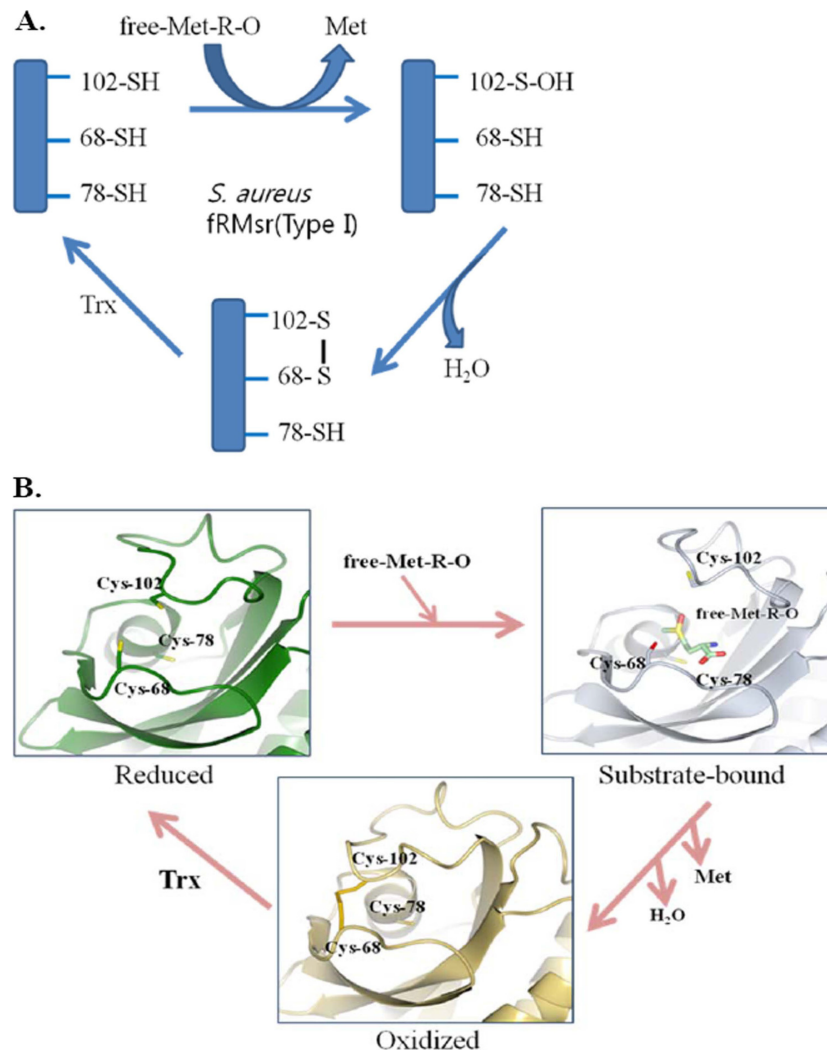 A.
free-Met-R-O
Met
102-SH
68-SH
78-SH
102-S-OH
68-SH
78-SH
S. aureus
fRMsr(Type I)
Trx
102-S
68-S
78-SH
H₂O
B.
Cys-102
Cys-78
Cys-68
Reduced
free-Met-R-O
Cys-102
free-Met-R-O
Cys-68
Cys-78
Substrate-bound
Trx
Cys-102
Cys-78
Cys-68
Oxidized
Met
H₂O